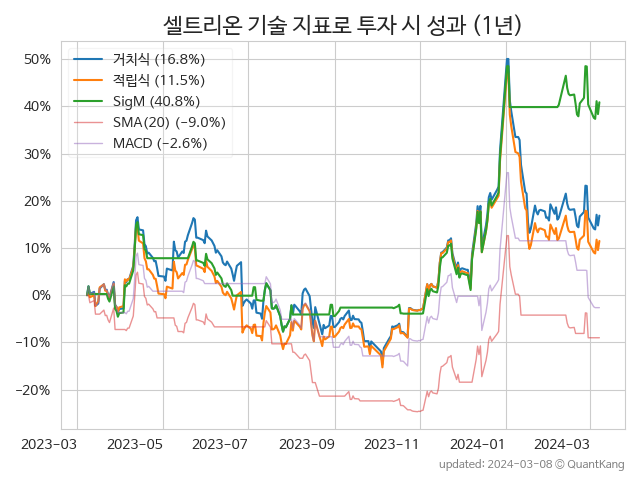 셀트리온 기술 지표로 투자 시 성과 (1년)
거치식 (16.8%)
적립식 (11.5%)
SigM (40.8%)
SMA(20) (−9.0%)
MACD (−2.6%)
50%
40%
30%
20%
10%
0%
−10%
−20%
2023−03
2023−05
2023−07
2023−09
2023−11
2024−01
2024−03
updated: 2024−03−08 ⓒ QuantKang